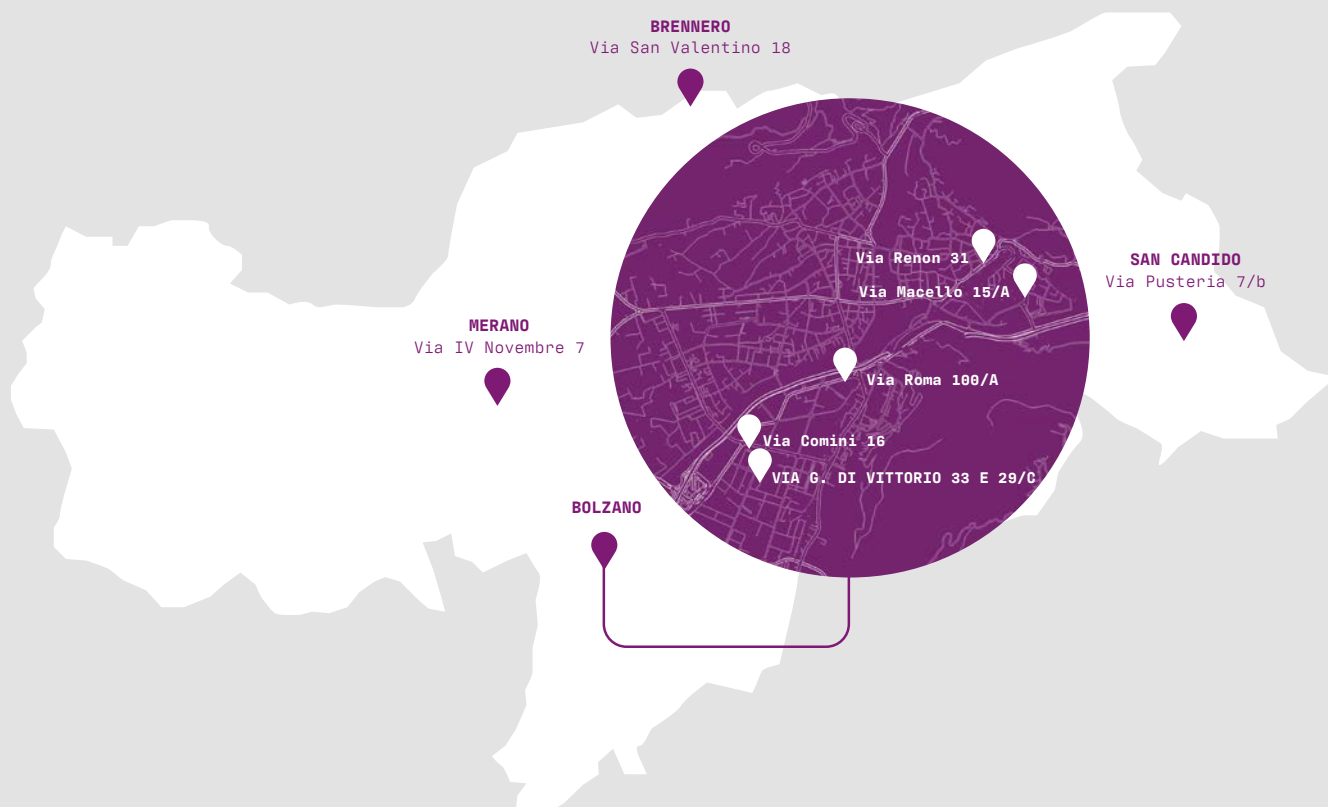 BRENNERO
Via San Valentino 18
Via Renon 31
SAN CANDIDO
Via Pusteria 7/b
Via Macello 15/A
MERANO
Via IV Novembre 7
Via Roma 100/A
Via Comini 16
VIA G. DI VITTORIO 33 E 29/C
BOLZANO